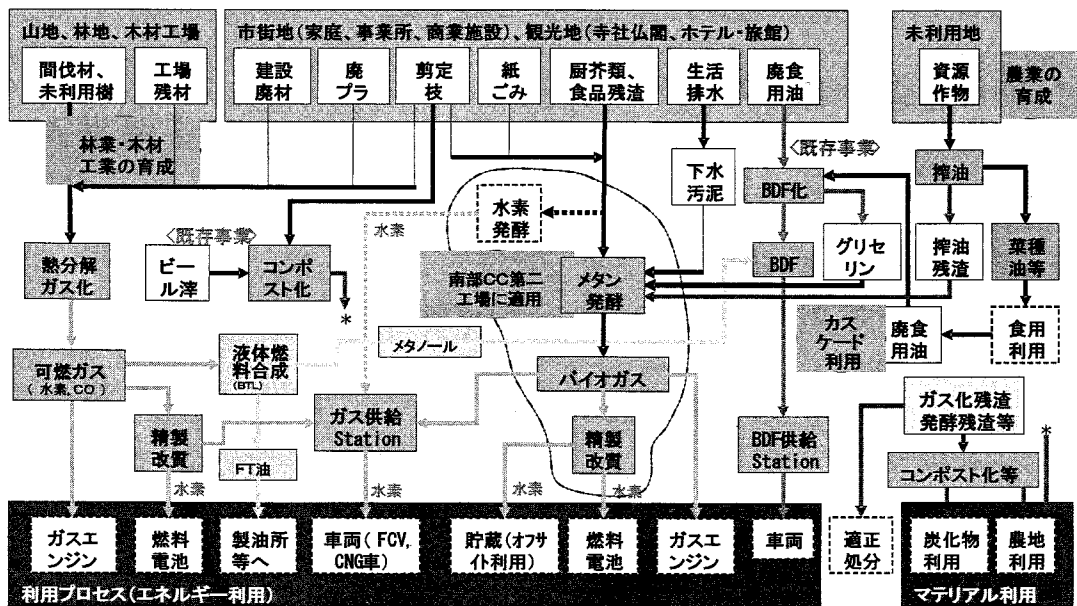 山地、林地、木材工場
間伐材、
未利用樹
工場
残材
林業・木材
工業の育成
市街地(家庭、事業所、商業施設)、観光地(寺社仏閣、ホテル・旅館)
建設
廃材
廃
プラ
剪定
枝
紙
ごみ
厨芥類、
食品残渣
生活
排水
廃食
用油
未利用地
資源
作物
農業の
育成
<既存事業>
下水
汚泥
BDF化
搾油
水素
発酵
水素
<既存事業>
熱分解
ガス化
ビー
ル滓
コンポ
スト化
*
南部CC第二
工場に適用
メタン
発酵
BDF
グリセ
リン
搾油
残渣
菜種
油等
カス
ケード
利用
廃食
用油
食用
利用
メタノール
可燃ガス
(水素,CO)
液体燃
料合成
(BTL)
バイオガス
ガス化残渣
発酵残渣等
*
精製
改質
ガス供給
Station
精製
改質
BDF供給
Station
FT油
コンポスト化等
水素
水素
水素
水素
ガスエ
ンジン
燃料
電池
製油所
等へ
車両(FCV,
CNG車)
貯蔵(オフサ
イト利用)
燃料
電池
ガスエ
ンジン
車両
適正
処分
炭化物
利用
農地
利用
利用プロセス(エネルギー利用)
マテリアル利用